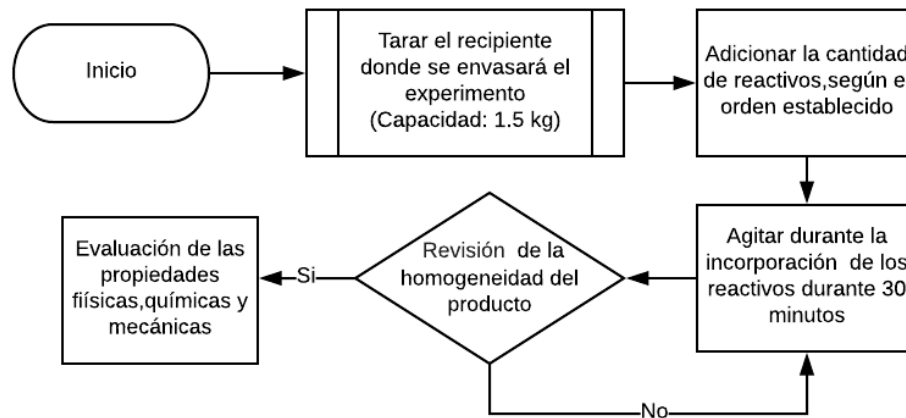 Inicio
Tarar el recipiente
donde se envasará el
experimento
(Capacidad: 1.5 kg)
Adicionar la cantidad
de reactivos,según e
orden establecido
Agitar durante la
incorporación de los
reactivos durante 30
minutos
Revisión de la
homogeneidad del
producto
Si
No
Evaluación de las
propiedades
fiísicas,químicas y
mecánicas